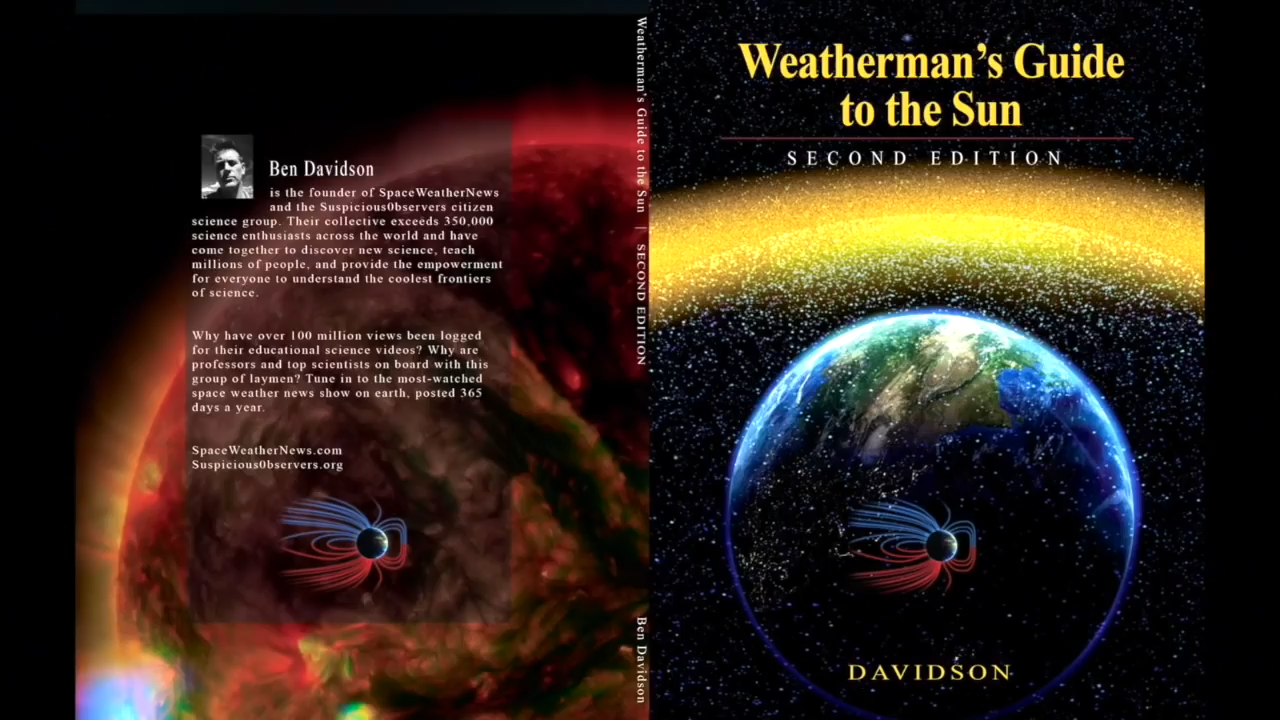 Ben Davidson
is the founder of SpaceWeatherNews
and the Suspicious0bservers citizen
science group. Their collective exceeds 350,000
science enthusiasts across the world and have
come together to discover new science, teach
millions of people, and provide the empowerment
for everyone to understand the coolest frontiers
of science.
Why have over 100 million views been logged
for their educational science videos? Why are
professors and top scientists on board with this
group of laymen? Tune in to the most-watched
space weather news show on earth, posted 365
days a year.
SpaceWeatherNews.com
Suspicious0bservers.org
Weatherman's Guide to the Sun | SECOND EDITION
Ben Davidson
Weatherman's Guide
to the Sun
SECOND EDITION
DAVIDSON